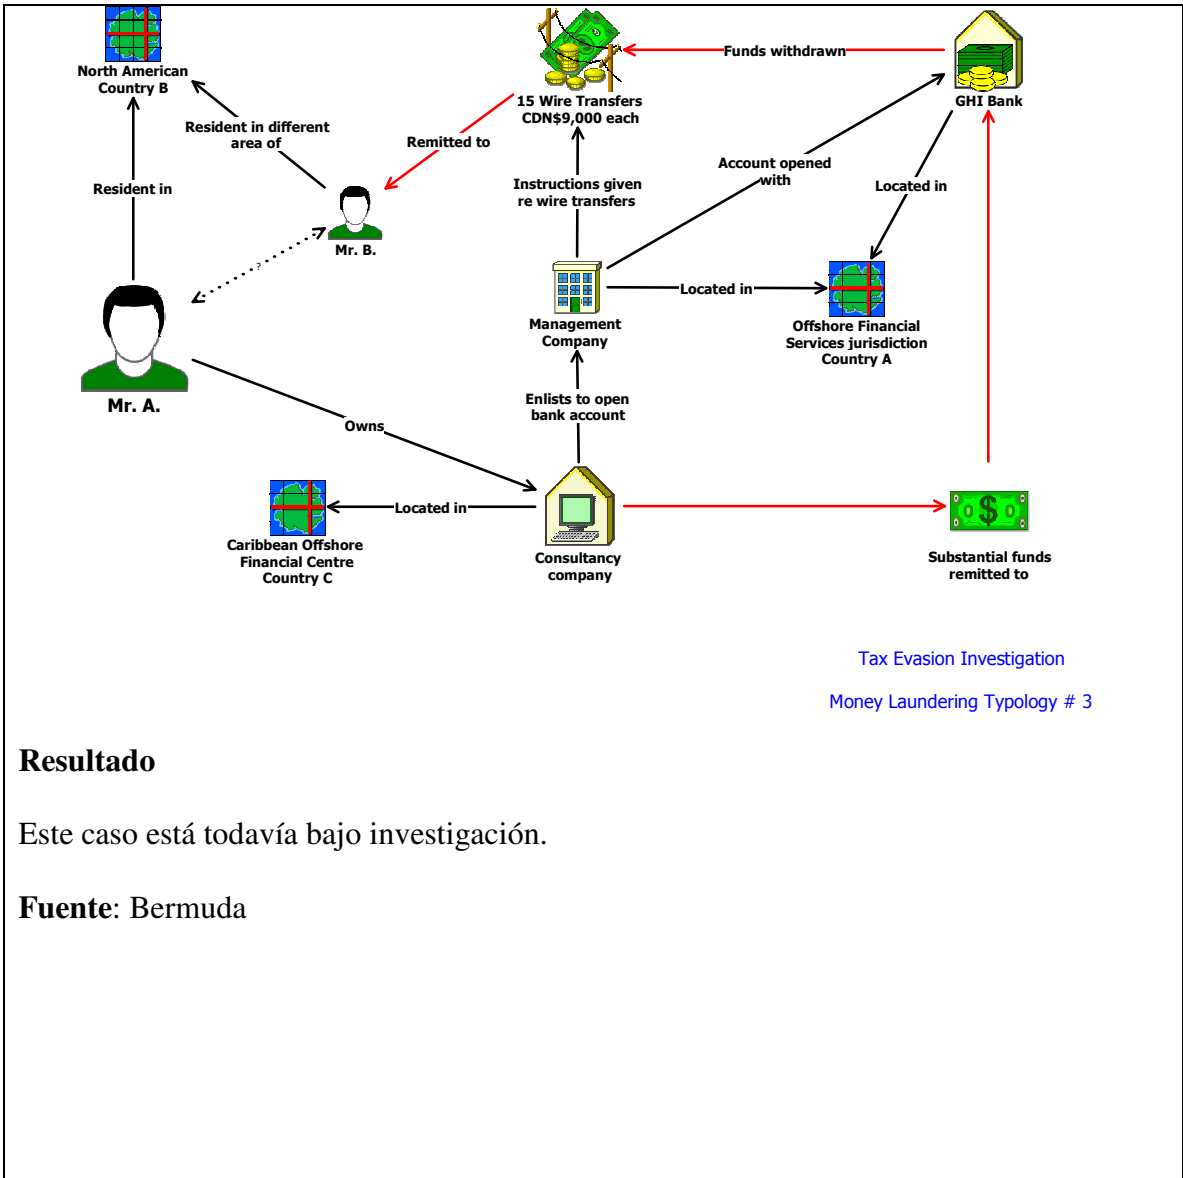 North American
Country B
15 Wire Transfers
CDN$9,000 each
Funds withdrawn
GHI Bank
Resident in different
area of
Remitted to
Account opened
with
Resident in
Instructions given
re wire transfers
Located in
Mr. B.
?
Located in
Management
Company
Offshore Financial
Services jurisdiction
Country A
Mr. A.
Enlists to open
bank account
Owns
Located in
Caribbean Offshore
Financial Centre
Country C
Consultancy
company
$
Substantial funds
remitted to
Tax Evasion Investigation
Money Laundering Typology # 3
Resultado
Este caso está todavía bajo investigación.
Fuente: Bermuda